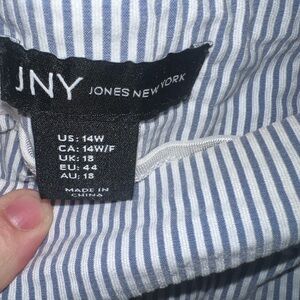 JNY JONES NEW YORK
US: 14W
CA: 14W/F
UK: 18
EU: 44
AU: 18
MADE IN
CHINA